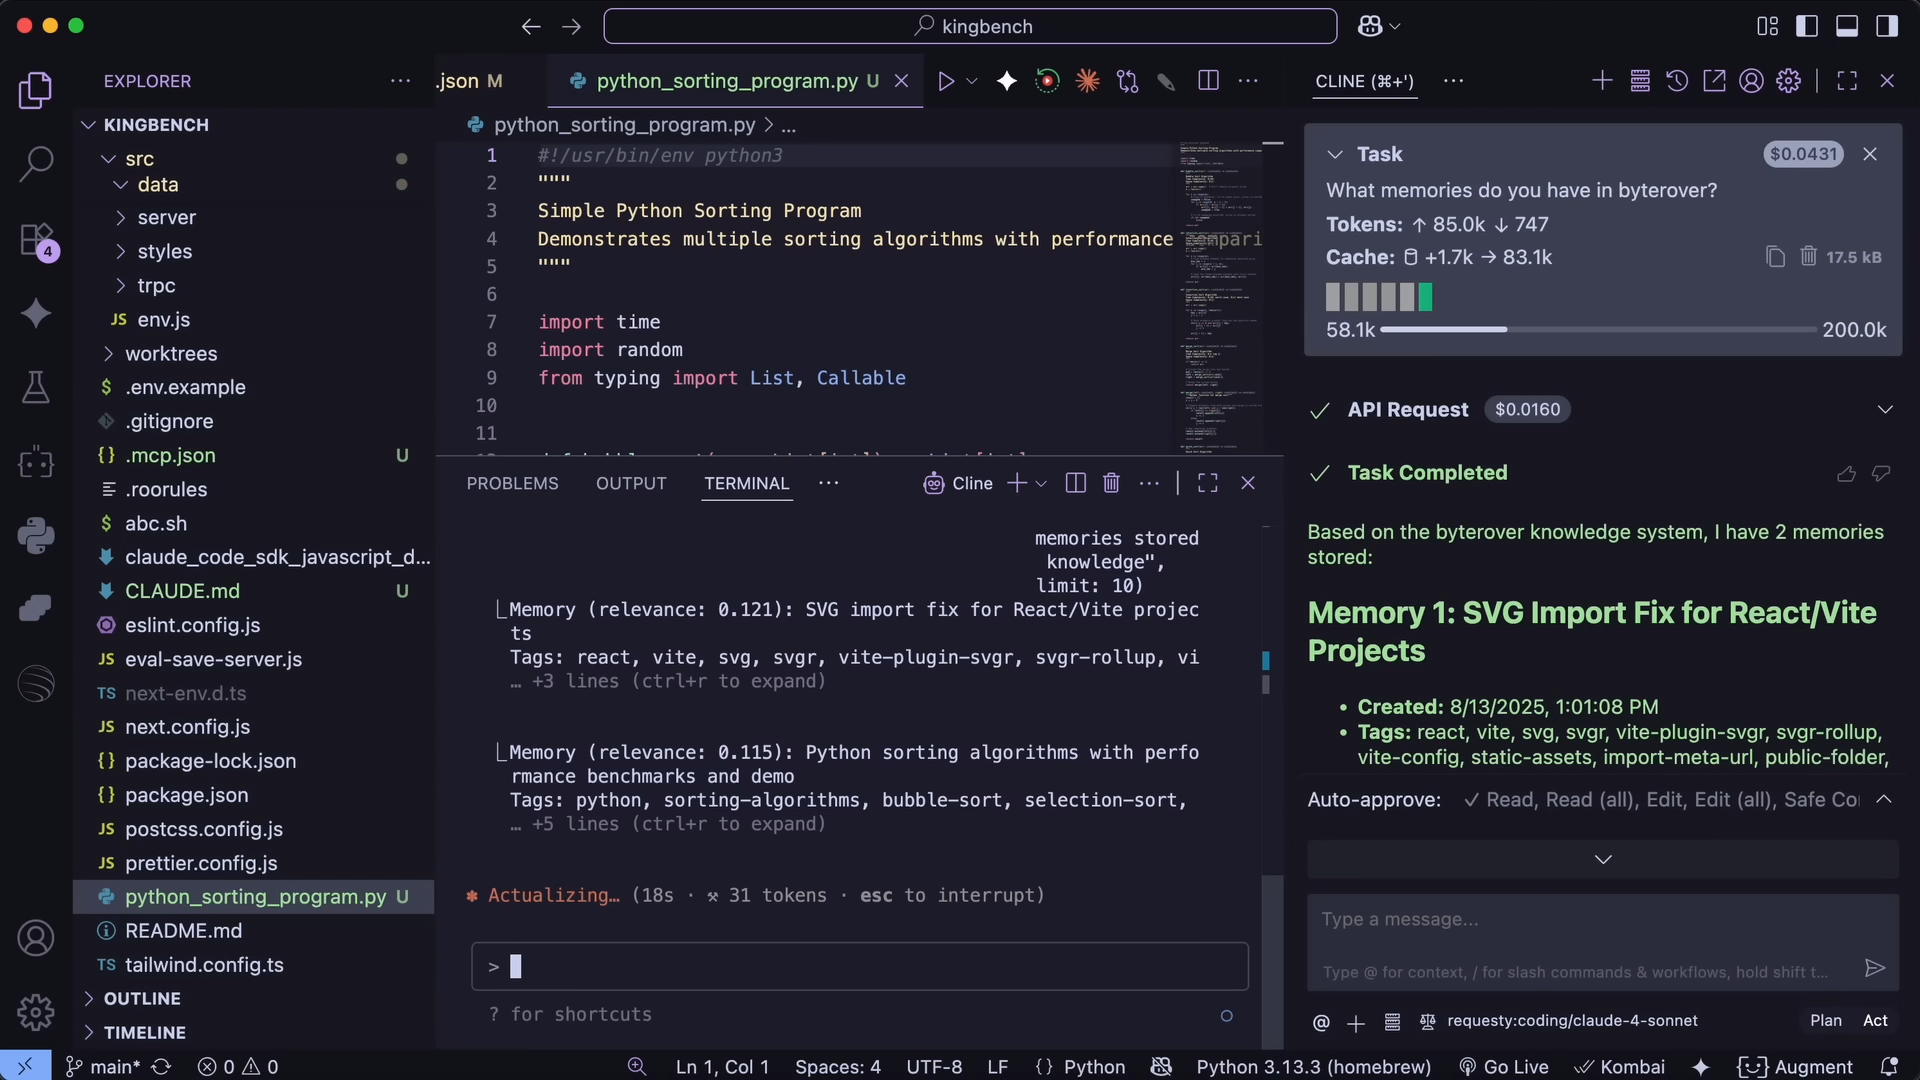 kingbench
EXPLORER
KINGBENCH
src
data
server
styles
trpc
JS env.js
worktrees
$ .env.example
.gitignore
{} .mcp.json U
.roorules
$ abc.sh
claude_code_sdk_javascript_d...
CLAUDE.md U
eslint.config.js
JS eval-save-server.js
TS next-env.d.ts
JS next.config.js
{} package-lock.json
{} package.json
JS postcss.config.js
JS prettier.config.js
python_sorting_program.py U
README.md
TS tailwind.config.ts
OUTLINE
TIMELINE
4
.json M
python_sorting_program.py U
python_sorting_program.py > ...
1 #!/usr/bin/env python3
2 """
3 Simple Python Sorting Program
4 Demonstrates multiple sorting algorithms with performance compari
5 """
6
7 import time
8 import random
9 from typing import List, Callable
10
11
PROBLEMS OUTPUT TERMINAL ...
Cline
memories stored
knowledge",
limit: 10)
⎣Memory (relevance: 0.121): SVG import fix for React/Vite projec
ts
Tags: react, vite, svg, svgr, vite-plugin-svgr, svgr-rollup, vi
… +3 lines (ctrl+r to expand)
⎣Memory (relevance: 0.115): Python sorting algorithms with perfo
rmance benchmarks and demo
Tags: python, sorting-algorithms, bubble-sort, selection-sort,
… +5 lines (ctrl+r to expand)
✽ Actualizing… (18s · ⚒ 31 tokens · esc to interrupt)
>
? for shortcuts
CLINE (⌘+')
Task $0.0431
What memories do you have in byterover?
Tokens: ↑ 85.0k ↓ 747
Cache: +1.7k → 83.1k
17.5 kB
58.1k 200.0k
API Request $0.0160
Task Completed
Based on the byterover knowledge system, I have 2 memories
stored:
Memory 1: SVG Import Fix for React/Vite
Projects
• Created: 8/13/2025, 1:01:08 PM
• Tags: react, vite, svg, svgr, vite-plugin-svgr, svgr-rollup,
vite-config, static-assets, import-meta-url, public-folder,
Auto-approve: ✓ Read, Read (all), Edit, Edit (all), Safe Co
Type a message...
Type @ for context, / for slash commands & workflows, hold shift t...
@ + requesty:coding/claude-4-sonnet
Plan Act
main* 0 0
Ln 1, Col 1 Spaces: 4 UTF-8 LF {} Python Python 3.13.3 (homebrew) Go Live Kombai Augment